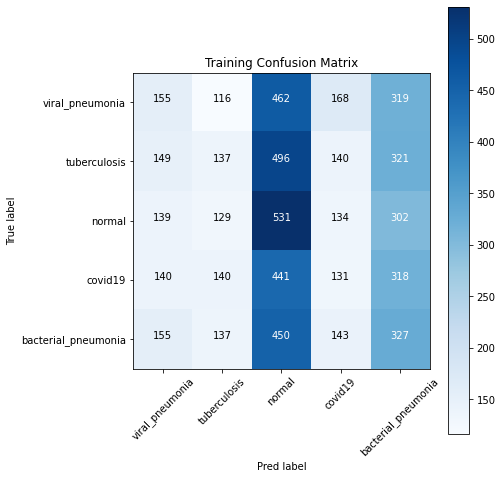 Training Confusion Matrix
True label
viral_pneumonia 155 116 462 168 319
tuberculosis 149 137 496 140 321
normal 139 129 531 134 302
covid19 140 140 441 131 318
bacterial_pneumonia 155 137 450 143 327
viral_pneumonia tuberculosis normal covid19 bacterial_pneumonia
Pred label
500
450
400
350
300
250
200
150